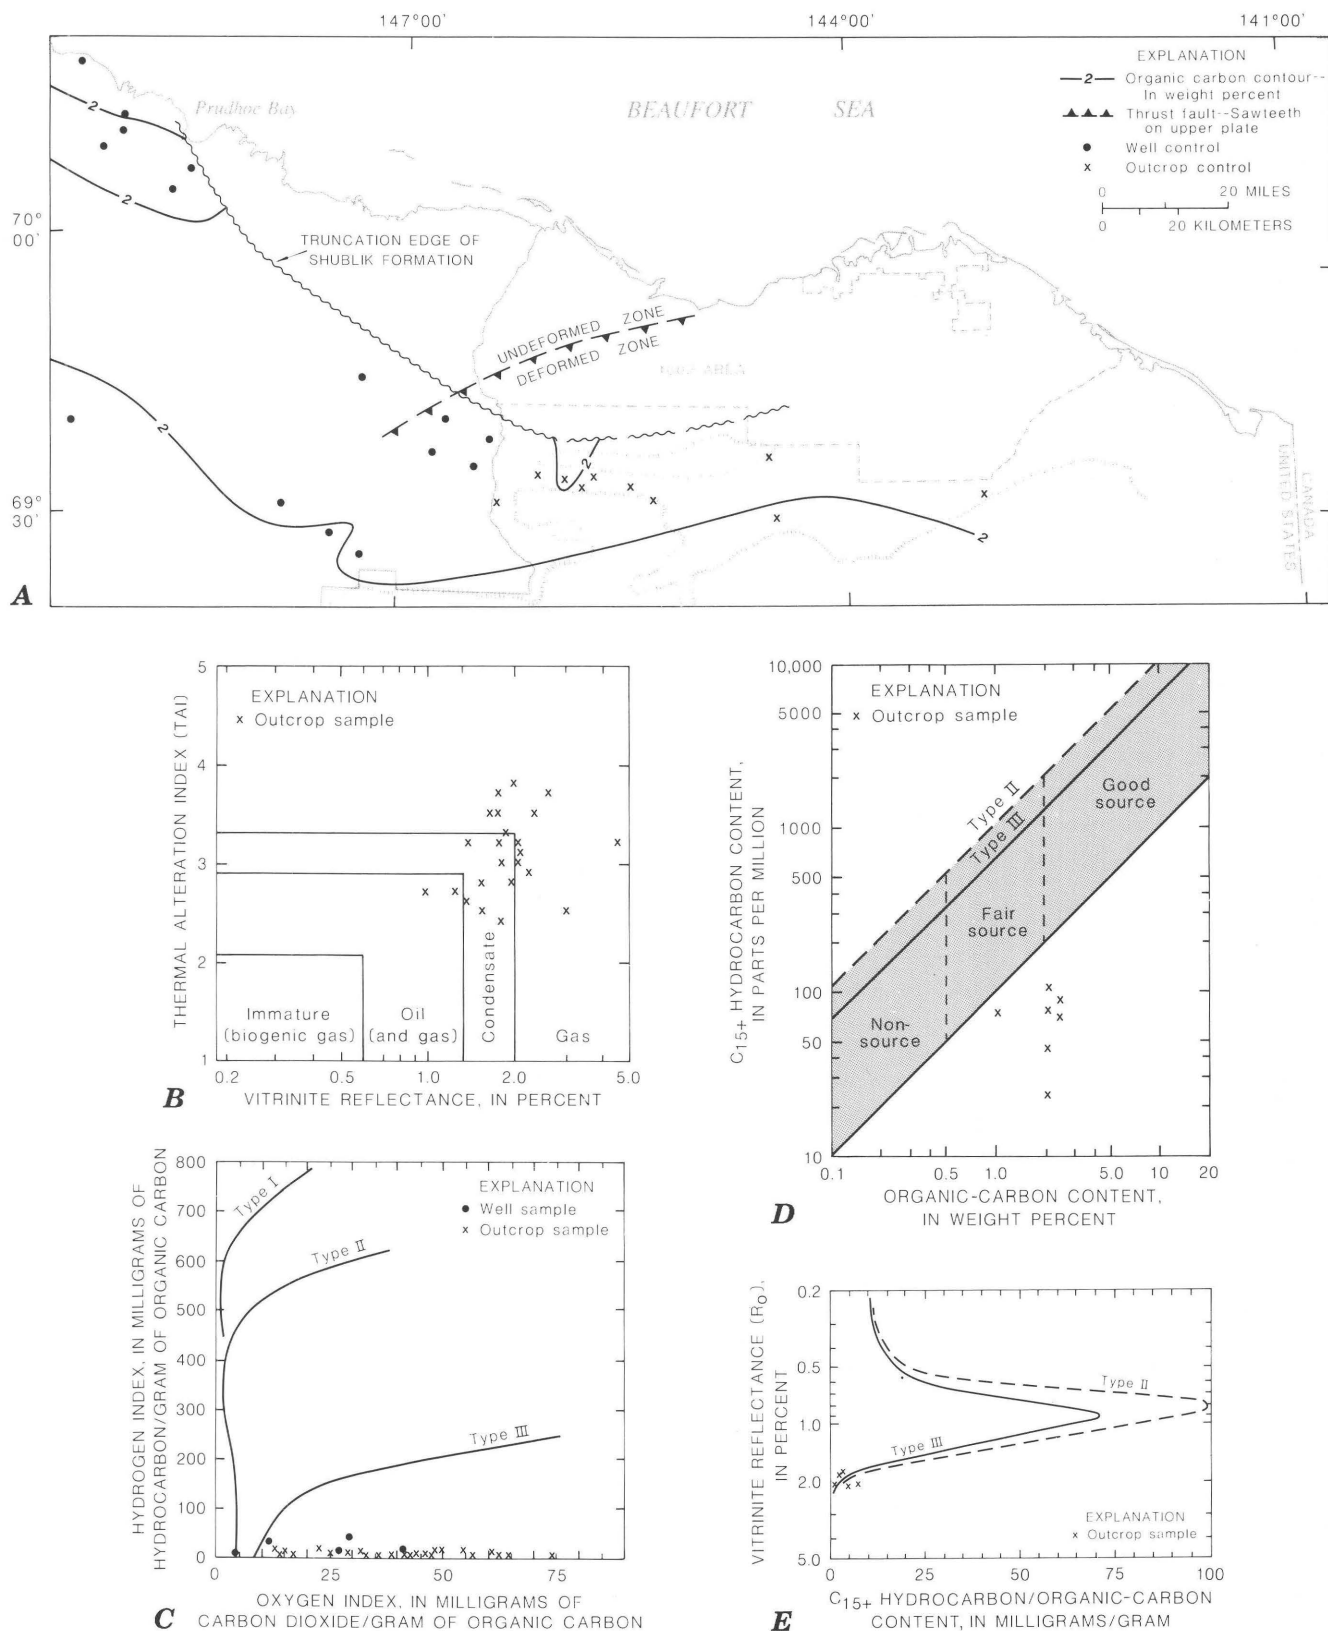 147°00'
144°00'
141°00'
EXPLANATION
2 Organic carbon contour--
In weight percent
Thrust fault--Sawteeth
on upper plate
Well control
x Outcrop control
0 20 MILES
0 20 KILOMETERS
Prudhoe Bay
BEAUFORT SEA
2
2
70°
00'
TRUNCATION EDGE OF
SHUBLIK FORMATION
UNDEFORMED ZONE
DEFORMED ZONE
AREA
2
2
2
69°
30'
CANADA
UNITED STATES
A
THERMAL ALTERATION INDEX (TAI)
5
4
3
2
1
EXPLANATION
x Outcrop sample
Immature
(biogenic gas)
Oil
(and gas)
Condensate
Gas
0.2 0.5 1.0 2.0 5.0
VITRINITE REFLECTANCE, IN PERCENT
B
HYDROGEN INDEX, IN MILLIGRAMS OF
HYDROCARBON/GRAM OF ORGANIC CARBON
800
700
600
500
400
300
200
100
0
Type I
Type II
Type III
EXPLANATION
Well sample
x Outcrop sample
0 25 50 75
OXYGEN INDEX, IN MILLIGRAMS OF
CARBON DIOXIDE/GRAM OF ORGANIC CARBON
C
C15+ HYDROCARBON CONTENT,
IN PARTS PER MILLION
10,000
5000
1000
500
100
50
10
EXPLANATION
x Outcrop sample
Type II
Type III
Good
source
Fair
source
Non-
source
0.1 0.5 1.0 5.0 10 20
ORGANIC-CARBON CONTENT,
IN WEIGHT PERCENT
D
VITRINITE REFLECTANCE (Ro),
IN PERCENT
0.2
0.5
1.0
2.0
5.0
Type II
Type III
EXPLANATION
x Outcrop sample
0 25 50 75 100
C15+ HYDROCARBON/ORGANIC-CARBON
CONTENT, IN MILLIGRAMS/GRAM
E